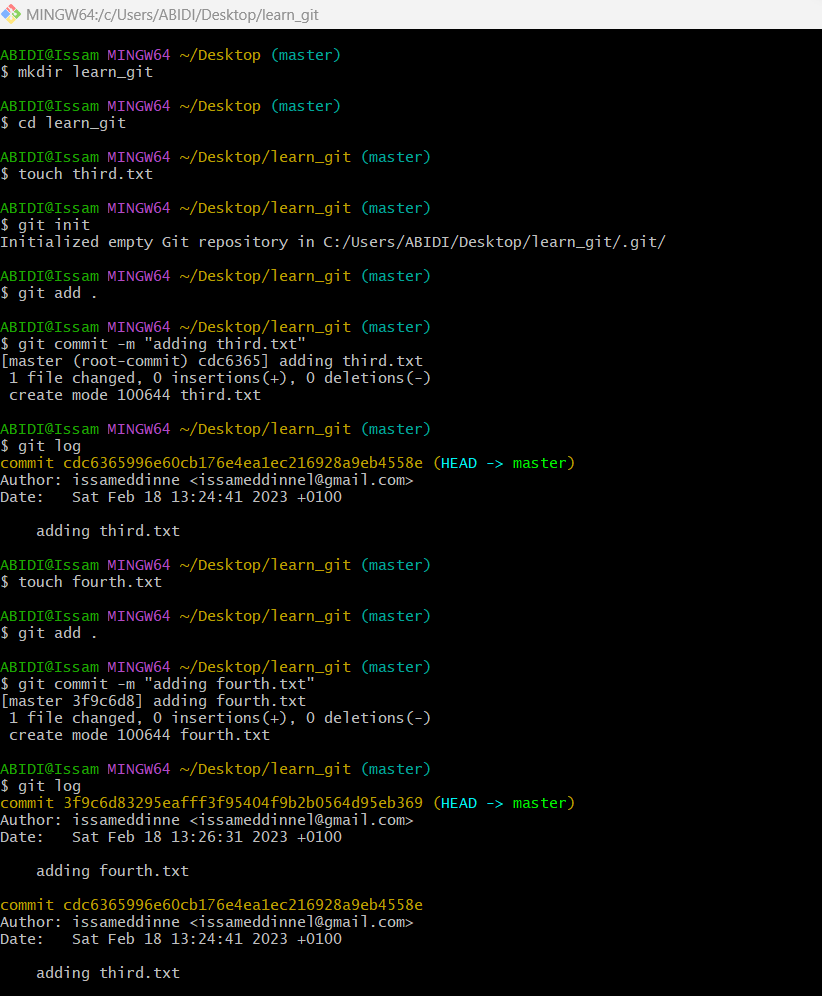 MINGW64:/c/Users/ABIDI/Desktop/learn_git
ABIDI@Issam MINGW64 ~/Desktop (master)
$ mkdir learn_git
ABIDI@Issam MINGW64 ~/Desktop (master)
$ cd learn_git
ABIDI@Issam MINGW64 ~/Desktop/learn_git (master)
$ touch third.txt
ABIDI@Issam MINGW64 ~/Desktop/learn_git (master)
$ git init
Initialized empty Git repository in C:/Users/ABIDI/Desktop/learn_git/.git/
ABIDI@Issam MINGW64 ~/Desktop/learn_git (master)
$ git add .
ABIDI@Issam MINGW64 ~/Desktop/learn_git (master)
$ git commit -m "adding third.txt"
[master (root-commit) cdc6365] adding third.txt
 1 file changed, 0 insertions(+), 0 deletions(-)
 create mode 100644 third.txt
ABIDI@Issam MINGW64 ~/Desktop/learn_git (master)
$ git log
commit cdc6365996e60cb176e4ea1ec216928a9eb4558e (HEAD -> master)
Author: issameddinne <issameddinnel@gmail.com>
Date:   Sat Feb 18 13:24:41 2023 +0100
    adding third.txt
ABIDI@Issam MINGW64 ~/Desktop/learn_git (master)
$ touch fourth.txt
ABIDI@Issam MINGW64 ~/Desktop/learn_git (master)
$ git add .
ABIDI@Issam MINGW64 ~/Desktop/learn_git (master)
$ git commit -m "adding fourth.txt"
[master 3f9c6d8] adding fourth.txt
 1 file changed, 0 insertions(+), 0 deletions(-)
 create mode 100644 fourth.txt
ABIDI@Issam MINGW64 ~/Desktop/learn_git (master)
$ git log
commit 3f9c6d83295eafff3f95404f9b2b0564d95eb369 (HEAD -> master)
Author: issameddinne <issameddinnel@gmail.com>
Date:   Sat Feb 18 13:26:31 2023 +0100
    adding fourth.txt
commit cdc6365996e60cb176e4ea1ec216928a9eb4558e
Author: issameddinne <issameddinnel@gmail.com>
Date:   Sat Feb 18 13:24:41 2023 +0100
    adding third.txt